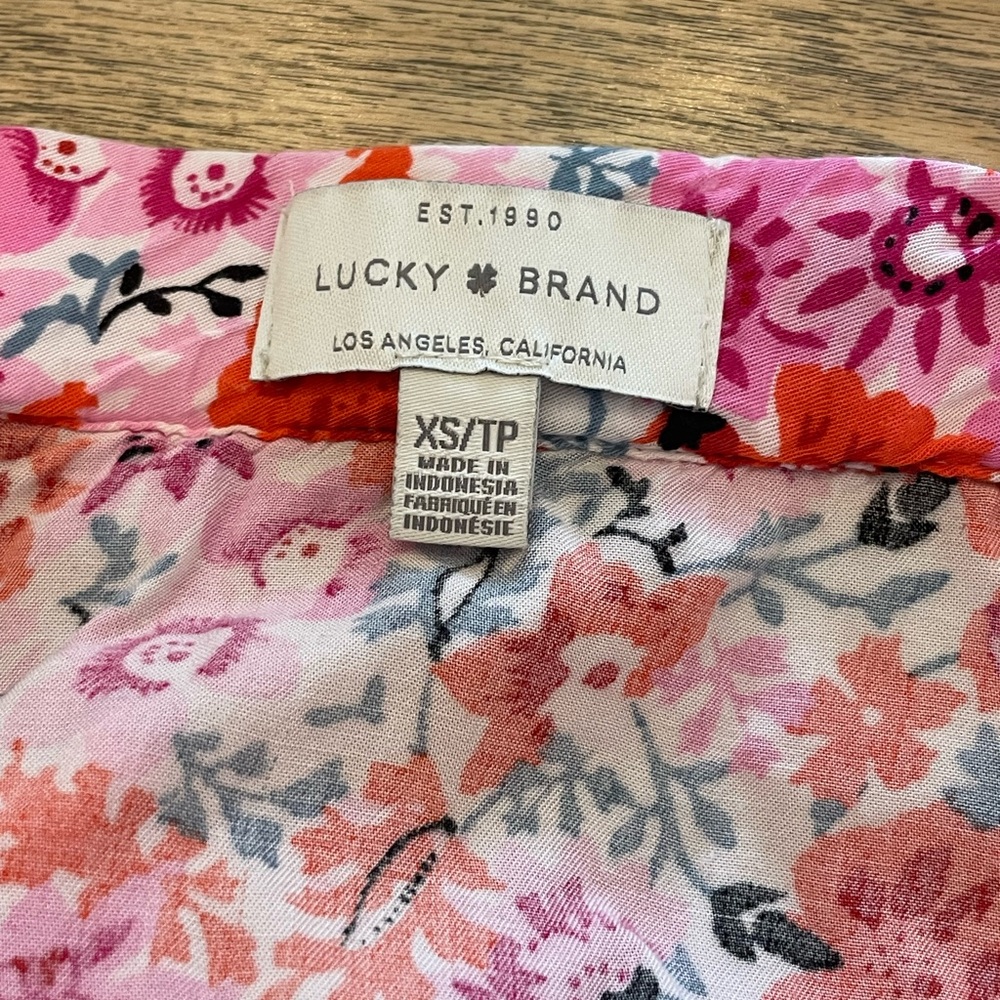 EST.1990
LUCKY BRAND
LOS ANGELES, CALIFORNIA
XS/TP
MADE IN
INDONESIA
FABRIQUÉ EN
INDONÉSIE